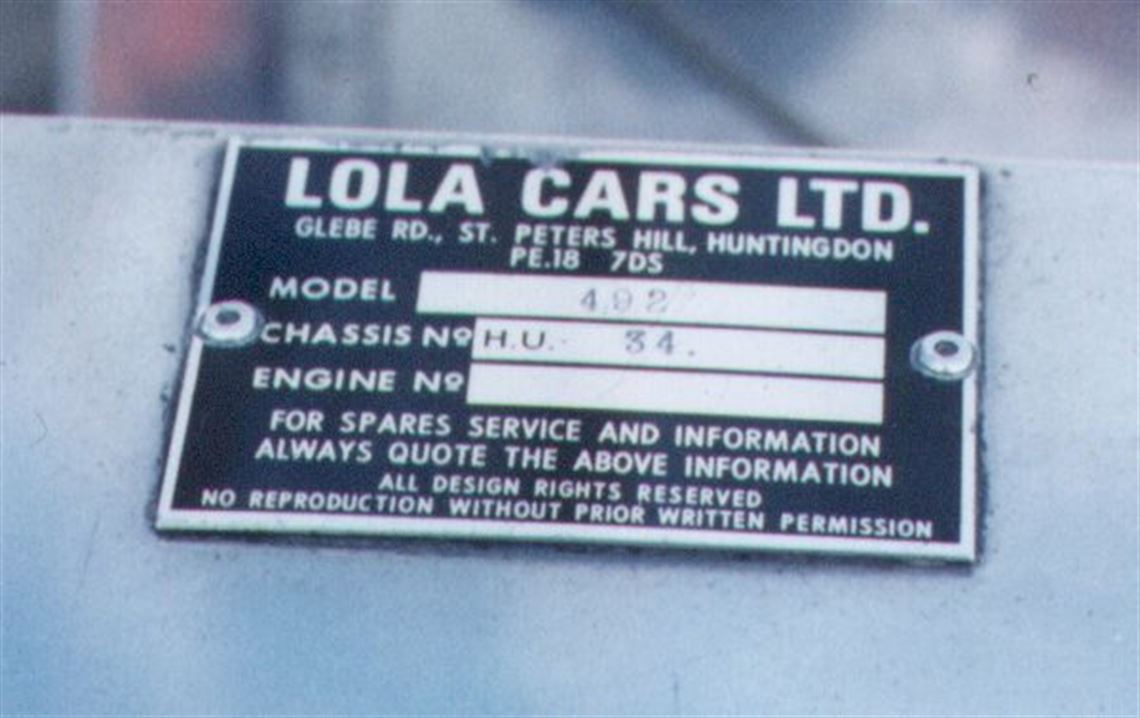 LOLA CARS LTD.
GLEBE RD., ST. PETERS HILL, HUNTINGDON
PE.18 7DS
MODEL 492
CHASSIS Nº H.U. 34.
ENGINE Nº
FOR SPARES SERVICE AND INFORMATION
ALWAYS QUOTE THE ABOVE INFORMATION
ALL DESIGN RIGHTS RESERVED
NO REPRODUCTION WITHOUT PRIOR WRITTEN PERMISSION